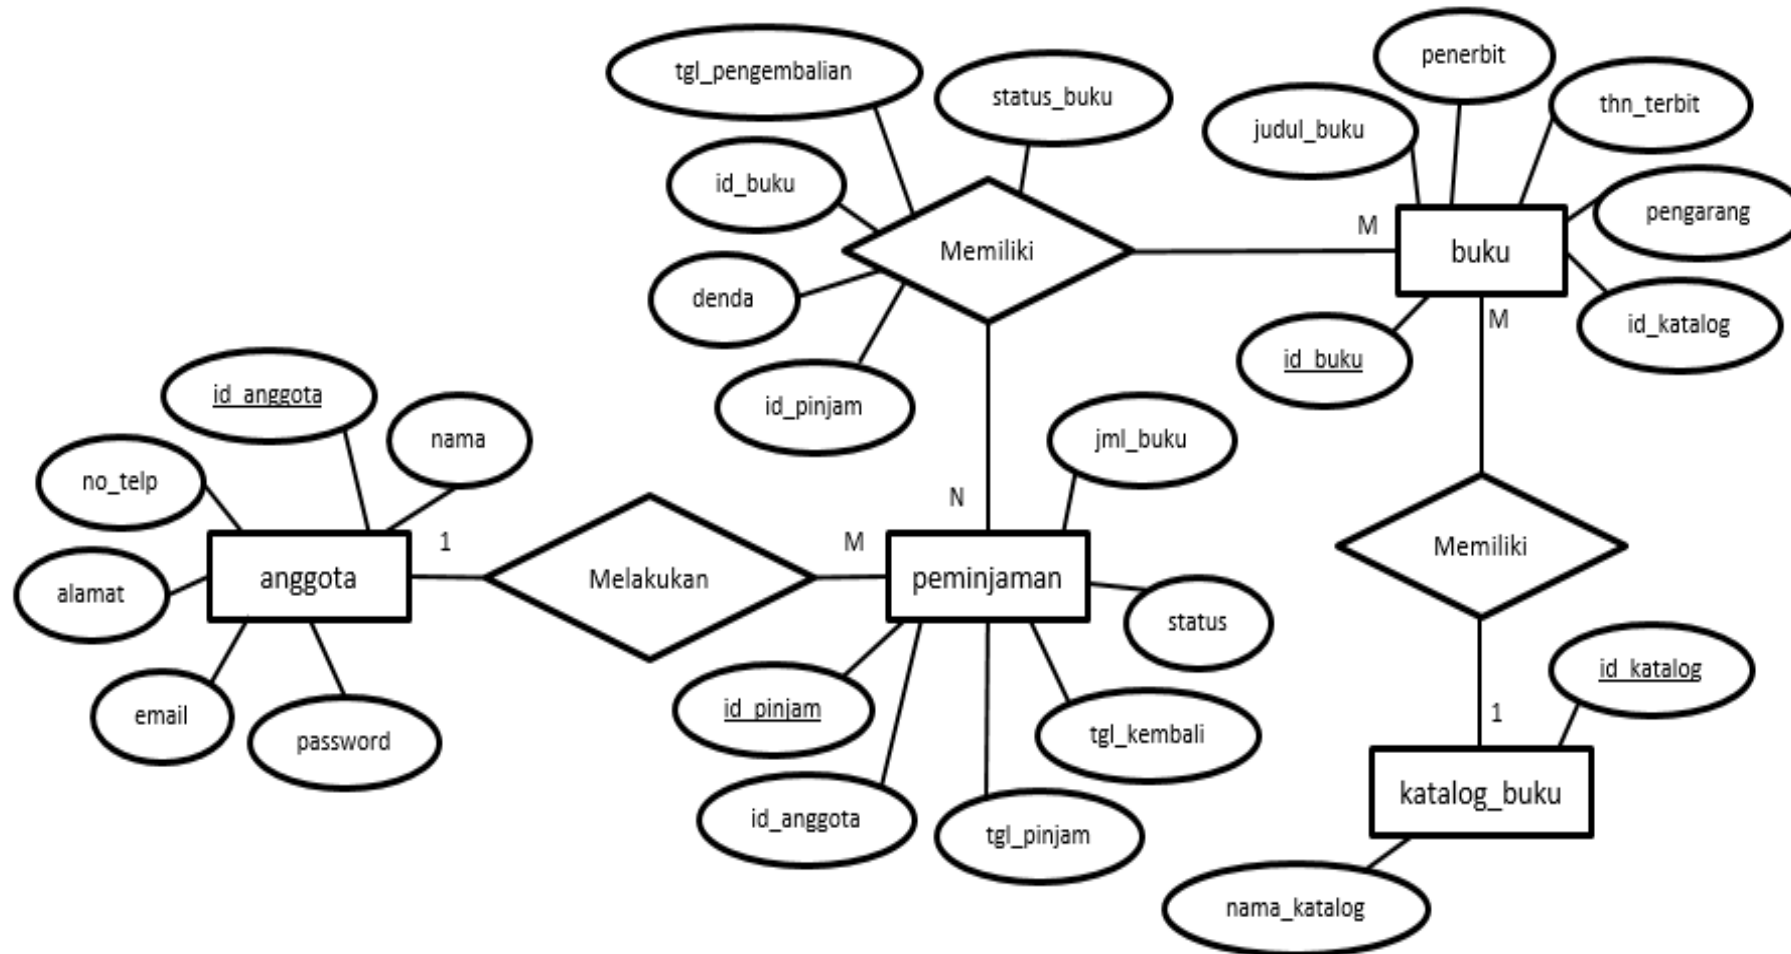 penerbit
tgl_pengembalian
status_buku
thn_terbit
judul_buku
id_buku
pengarang
M
Memiliki
buku
denda
M
id_katalog
id_buku
id_anggota
id_pinjam
nama
jml_buku
no_telp
N
1
M
Memiliki
anggota
Melakukan
peminjaman
alamat
status
id_katalog
id_pinjam
1
email
password
tgl_kembali
katalog_buku
id_anggota
tgl_pinjam
nama_katalog